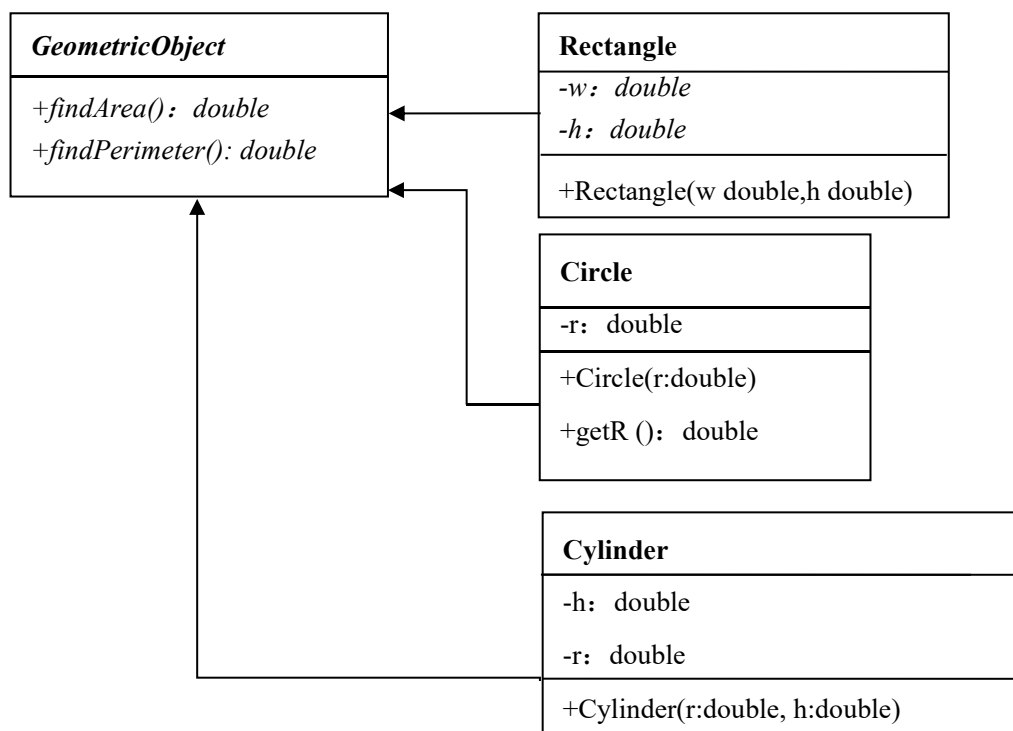 GeometricObject
+findArea()：double
+findPerimeter(): double
Rectangle
-w：double
-h：double
+Rectangle(w double,h double)
Circle
-r：double
+Circle(r:double)
+getR ()：double
Cylinder
-h：double
-r：double
+Cylinder(r:double, h:double)